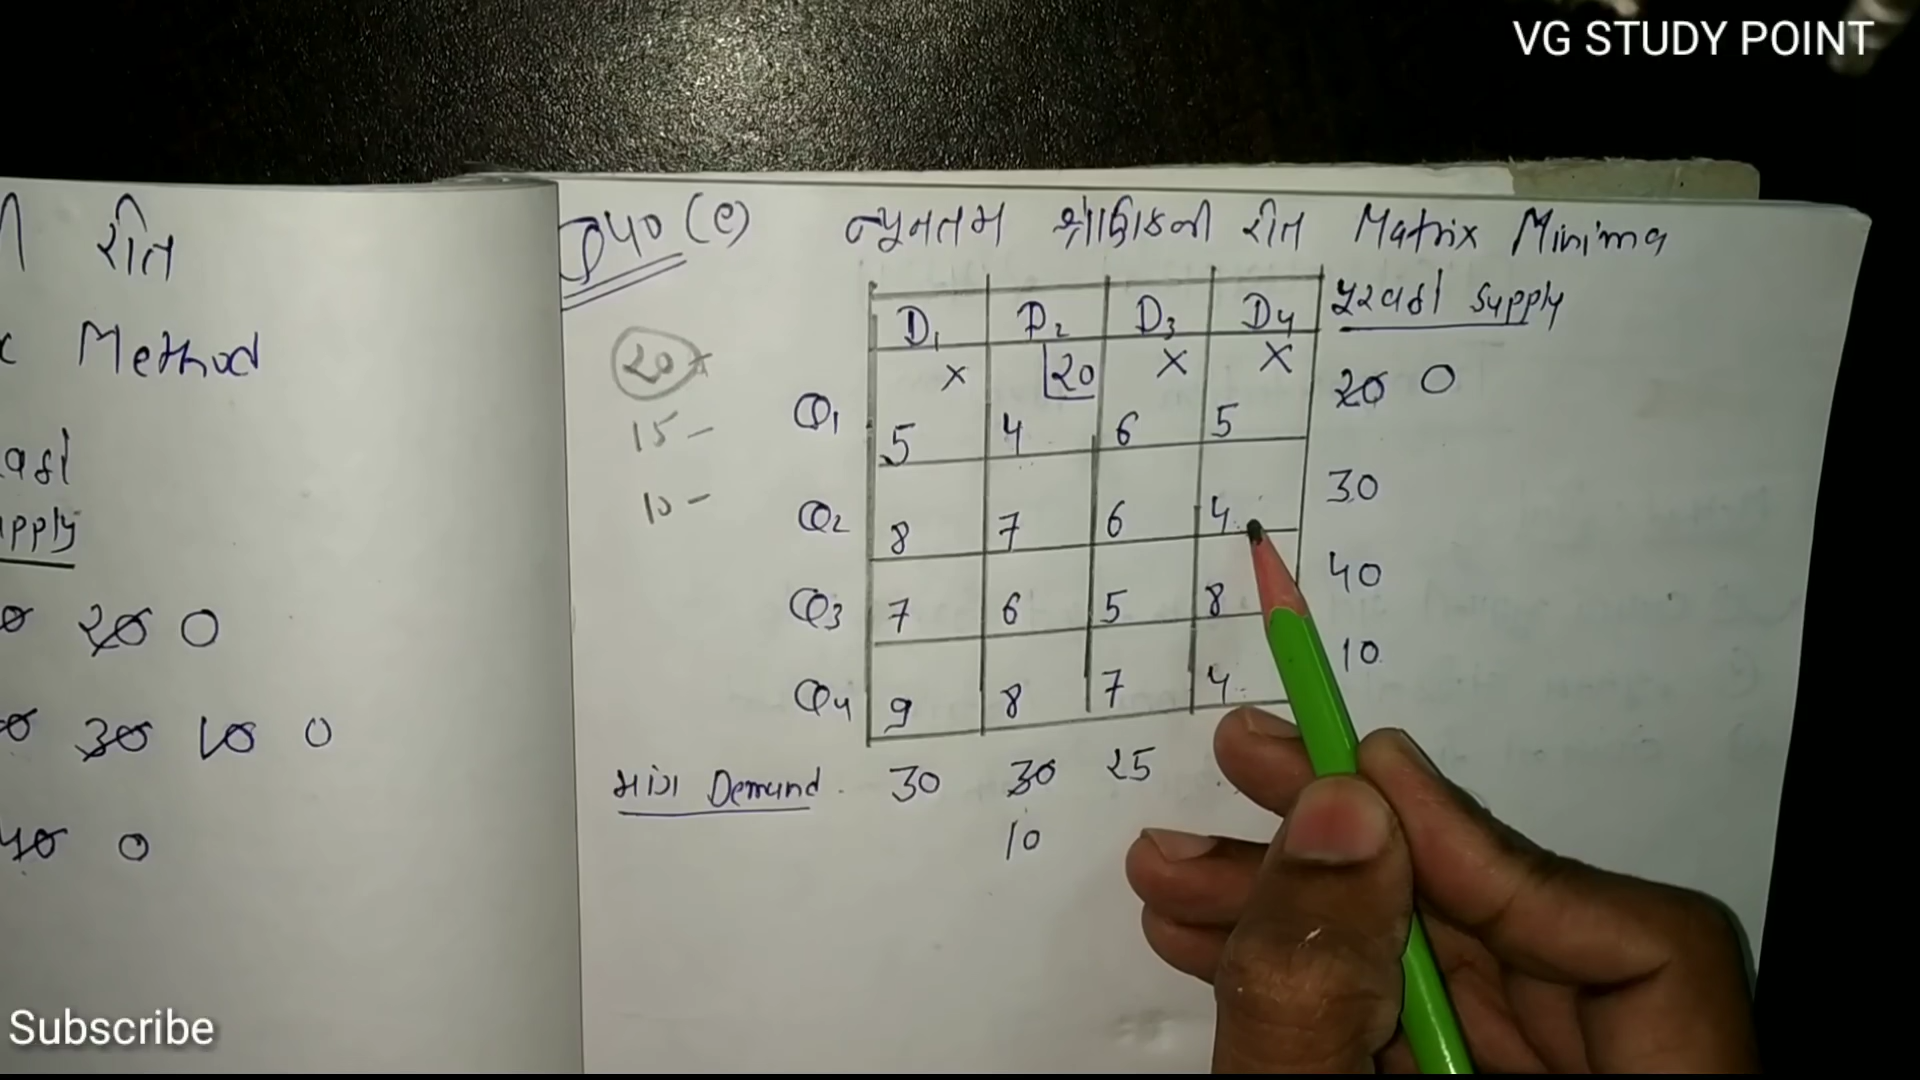 VG STUDY POINT
રીત
Method
upply
20 0
30 10 0
40 0
Q40 (e) ન્યૂનતમ શ્રેણિકની રીત Matrix Minima
પુરવઠો Supply
D1 D2 D3 D4
20 x
x 20 x x
O1 5 4 6 5 20 0
15 -
10 -
O2 8 7 6 4 30
O3 7 6 5 8 40
O4 9 8 7 4 10
માંગ Demand 30 30 25
10
Subscribe